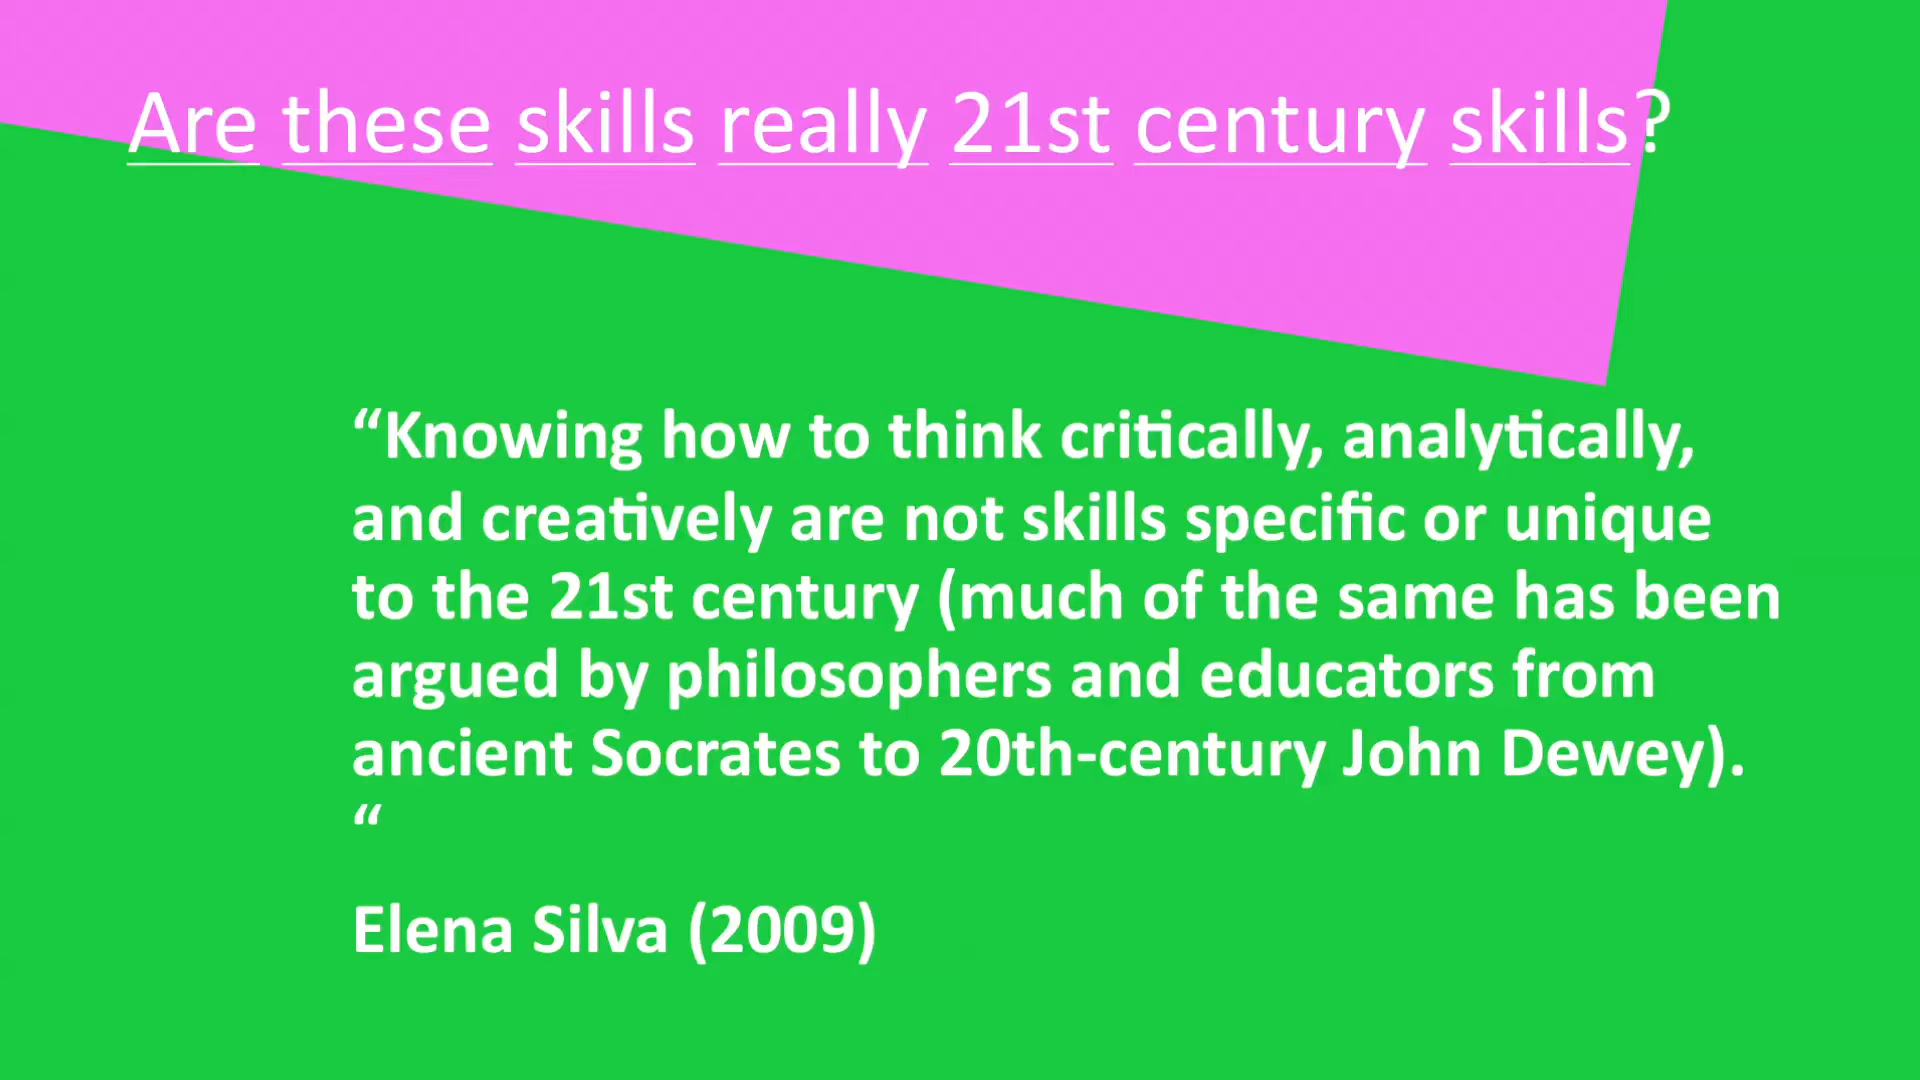 Are these skills really 21st century skills?
“Knowing how to think critically, analytically,
and creatively are not skills specific or unique
to the 21st century (much of the same has been
argued by philosophers and educators from
ancient Socrates to 20th-century John Dewey).
“
Elena Silva (2009)